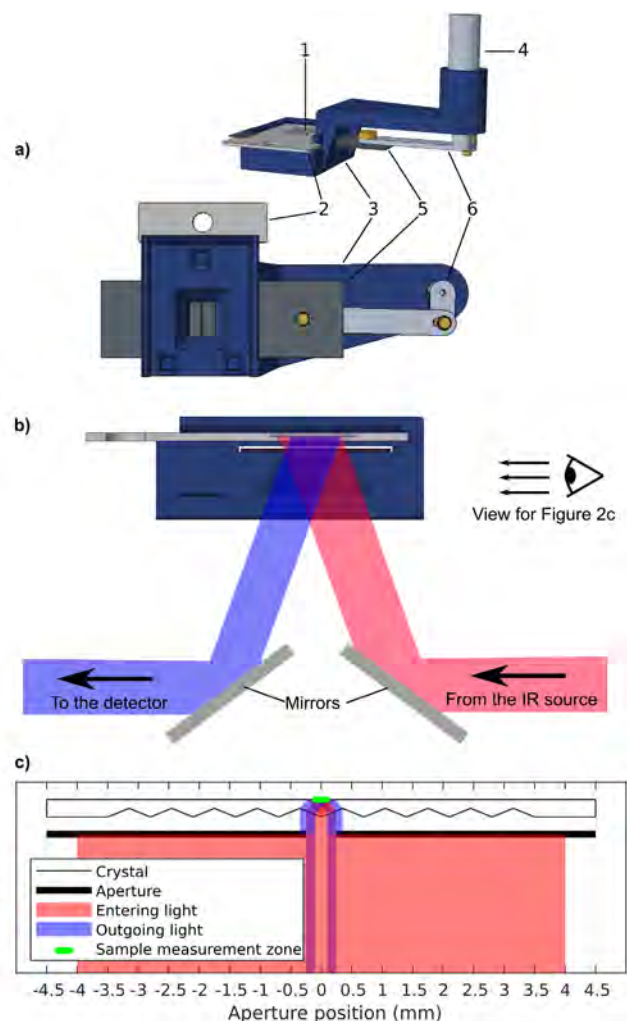 1
4
a)
2
3
5
6
b)
View for Figure 2c
To the detector
Mirrors
From the IR source
c)
Crystal
Aperture
Entering light
Outgoing light
Sample measurement zone
-4.5 -4 -3.5 -3 -2.5 -2 -1.5 -1 -0.5 0 0.5 1 1.5 2 2.5 3 3.5 4 4.5
Aperture position (mm)